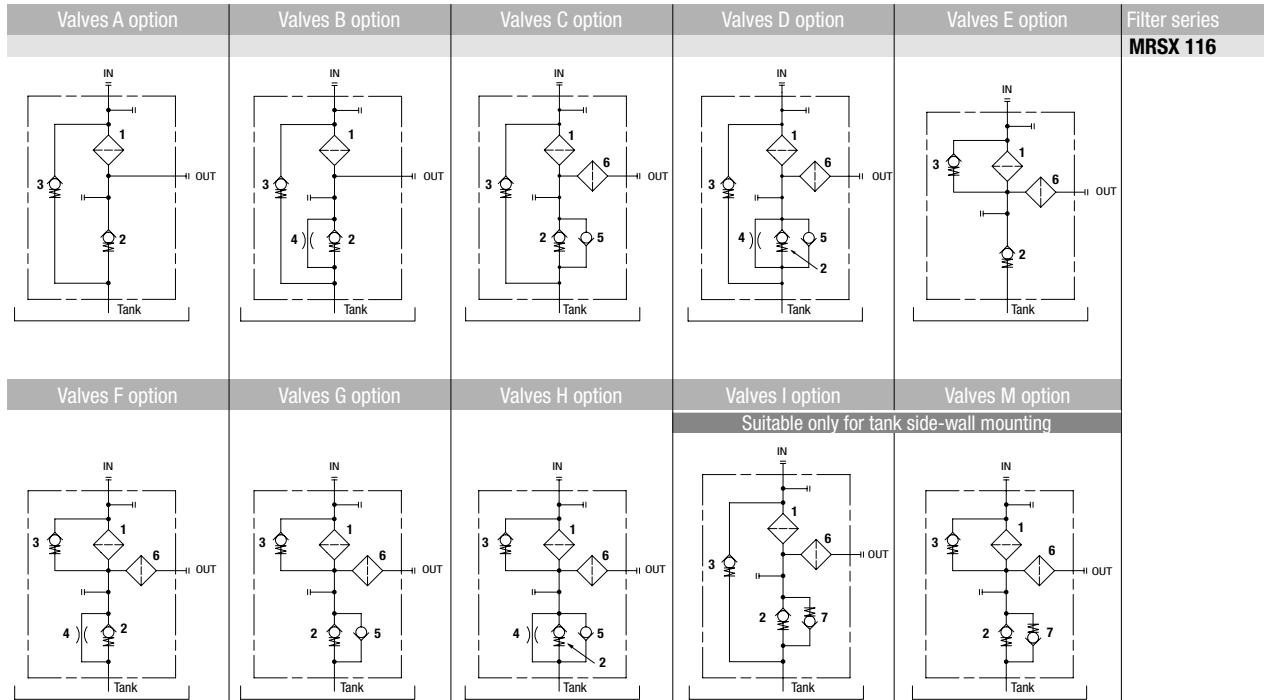 Valves A option
Valves B option
Valves C option
Valves D option
Valves E option
Filter series
MRSX 116
IN
1
3
OUT
2
Tank
IN
1
3
OUT
4
2
Tank
IN
1
6
3
OUT
2
5
Tank
IN
1
6
3
OUT
4
5
2
Tank
IN
1
3
6
OUT
2
Tank
Valves F option
Valves G option
Valves H option
Valves I option
Valves M option
Suitable only for tank side-wall mounting
IN
1
3
6
OUT
4
2
Tank
IN
1
3
6
OUT
2
5
Tank
IN
1
3
6
OUT
4
5
2
Tank
IN
1
6
3
OUT
2
7
Tank
IN
1
3
6
OUT
2
7
Tank